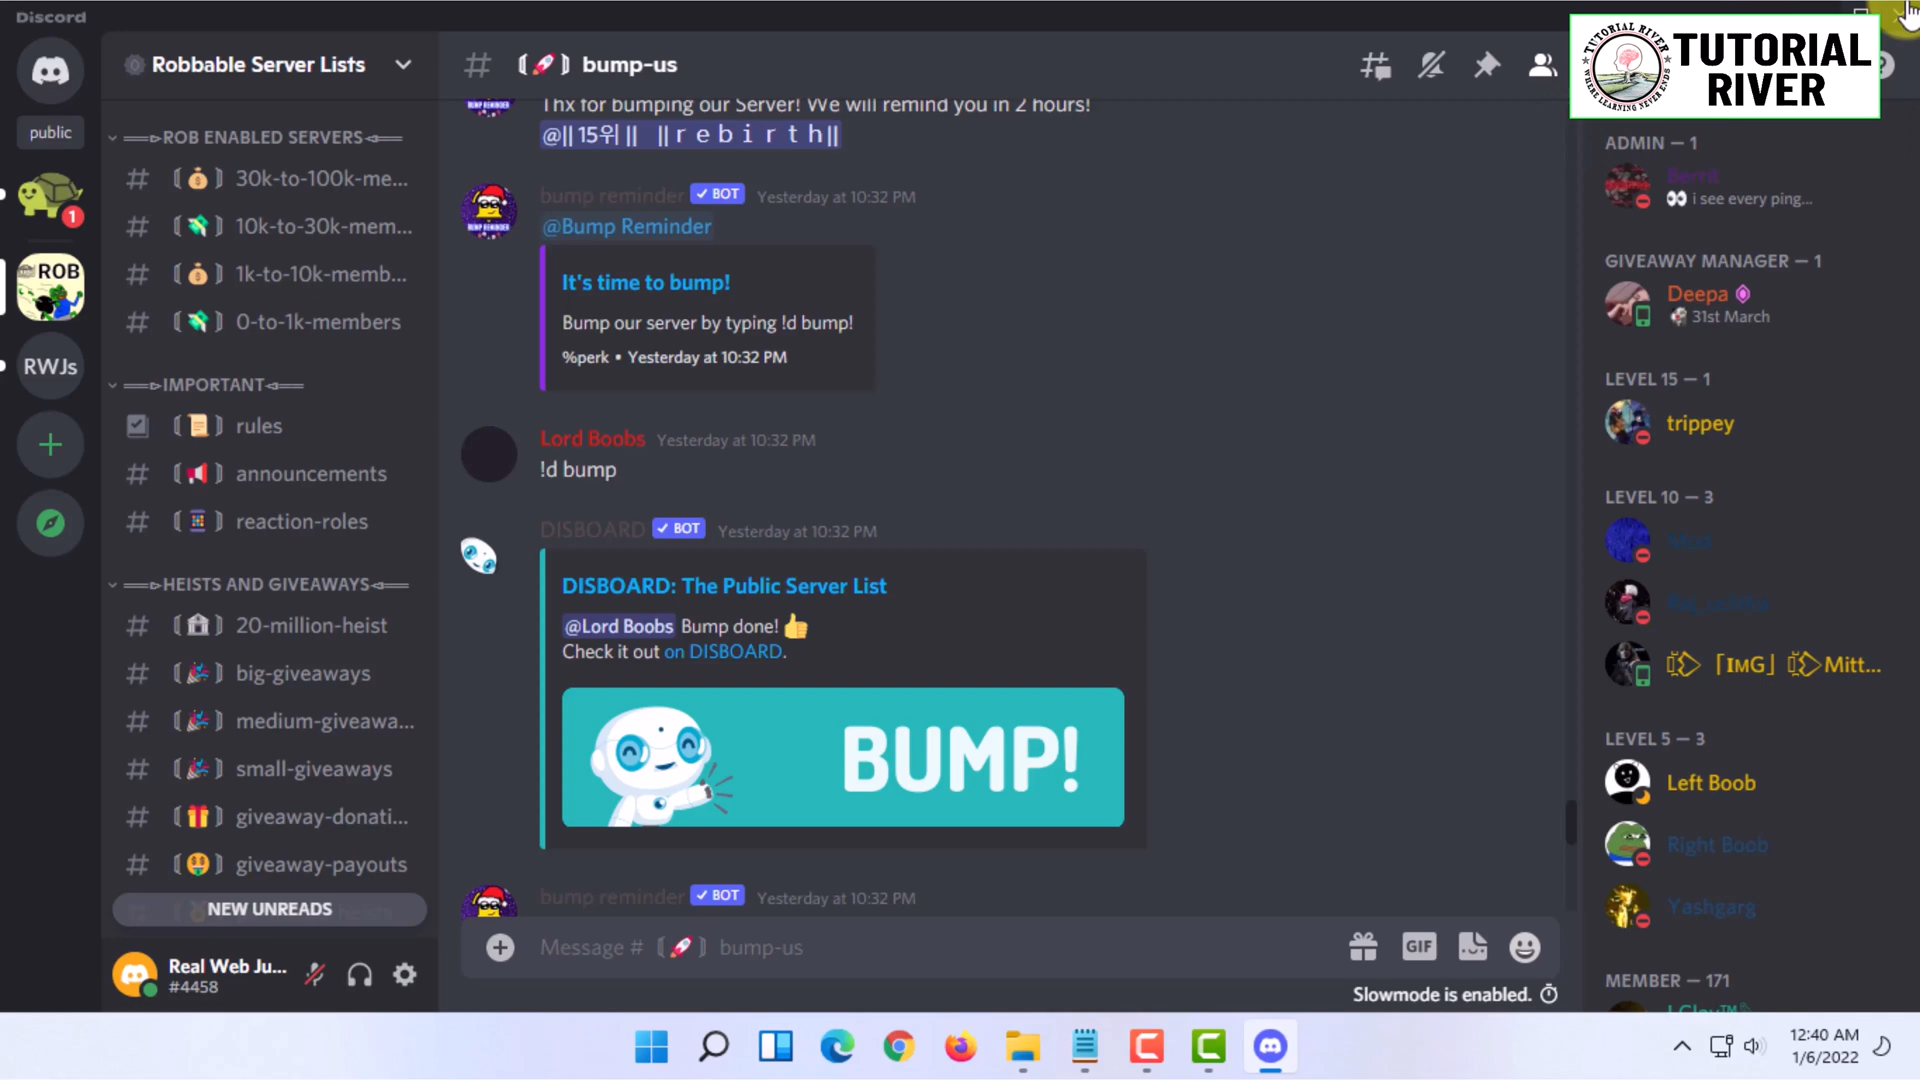 Discord
TUTORIAL
RIVER
public
1
ROB
RWJs
Robbable Server Lists
ROB ENABLED SERVERS
30k-to-100k-me...
10k-to-30k-mem...
1k-to-10k-memb...
0-to-1k-members
IMPORTANT
rules
announcements
reaction-roles
HEISTS AND GIVEAWAYS
20-million-heist
big-giveaways
medium-giveawa...
small-giveaways
giveaway-donati...
giveaway-payouts
NEW UNREADS
Real Web Ju...
#4458
bump-us
Thx for bumping our Server! We will remind you in 2 hours!
@|| 15위 || || r e b i r t h ||
bump reminder ✓ BOT Yesterday at 10:32 PM
@Bump Reminder
It's time to bump!
Bump our server by typing !d bump!
%perk • Yesterday at 10:32 PM
Lord Boobs Yesterday at 10:32 PM
!d bump
DISBOARD ✓ BOT Yesterday at 10:32 PM
DISBOARD: The Public Server List
@Lord Boobs Bump done! 👍
Check it out on DISBOARD.
BUMP!
bump reminder ✓ BOT Yesterday at 10:32 PM
Message # 【🚀】 bump-us
GIF
Slowmode is enabled.
ADMIN — 1
Berrit
👀 i see every ping...
GIVEAWAY MANAGER — 1
Deepa
31st March
LEVEL 15 — 1
trippey
LEVEL 10 — 3
Mod
「IᴍG」 Mitt...
LEVEL 5 — 3
Left Boob
Right Boob
Yashgarg
MEMBER — 171
12:40 AM
1/6/2022